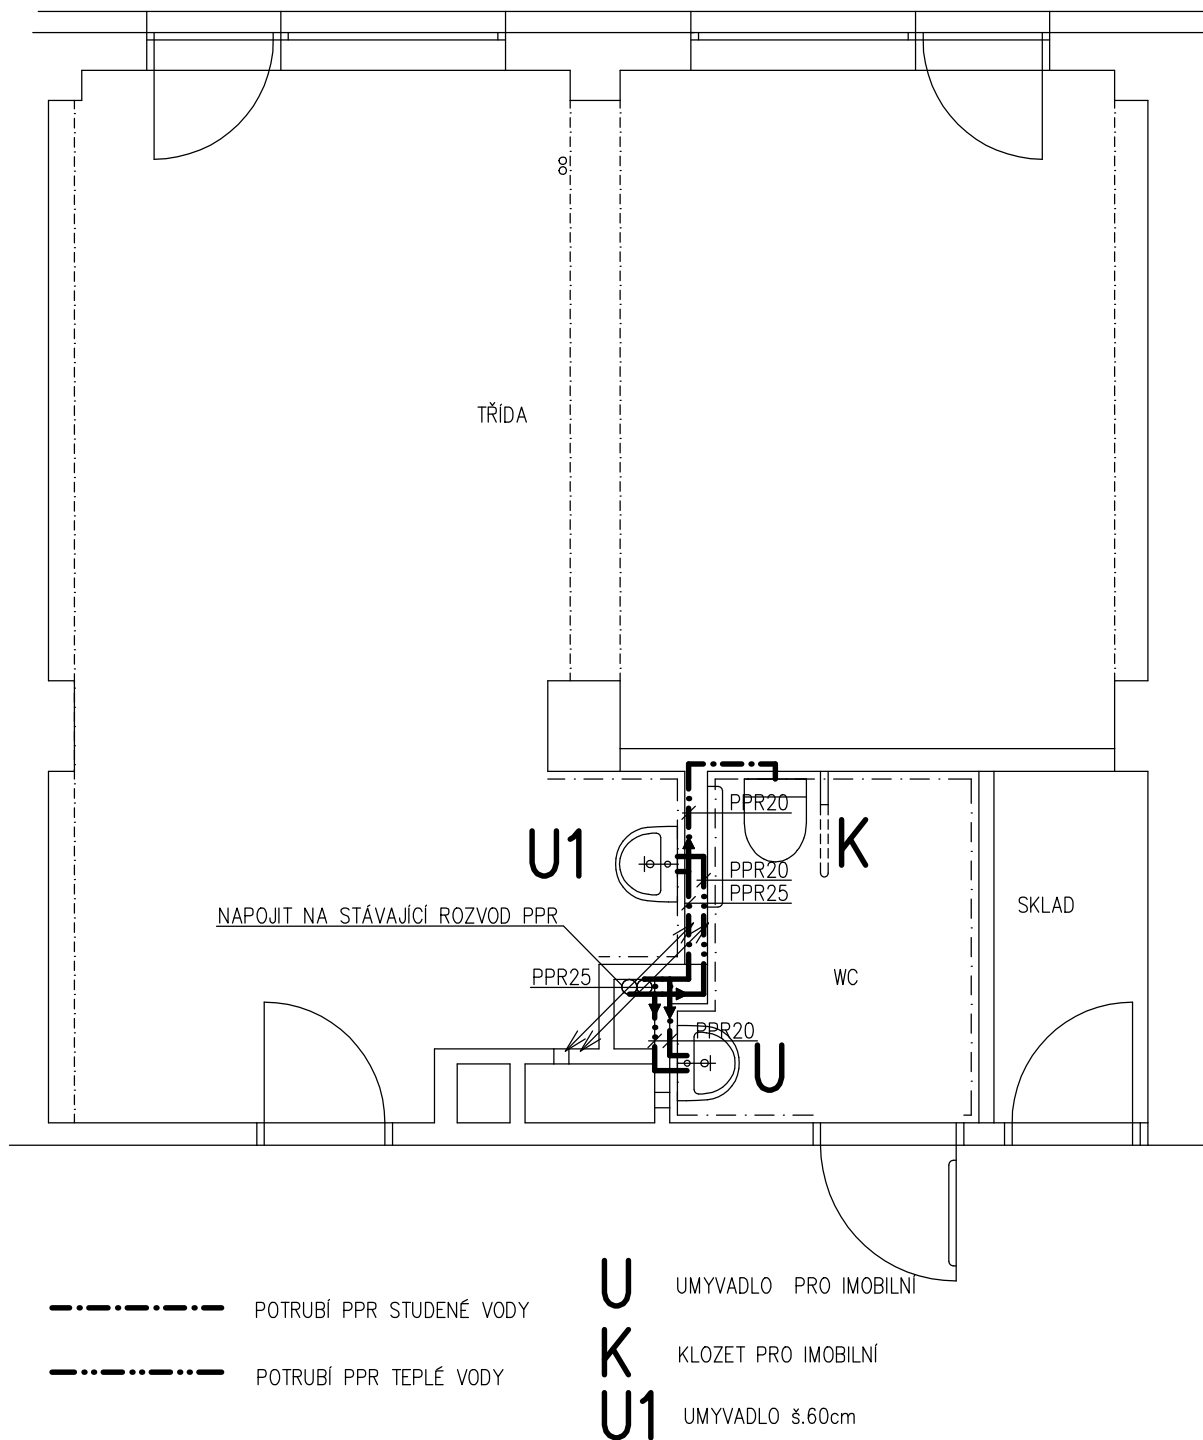 TŘÍDA
PPR20
U1
K
PPR20
PPR25
SKLAD
NAPOJIT NA STÁVAJÍCÍ ROZVOD PPR
PPR25
WC
PPR20
U
U UMYVADLO PRO IMOBILNÍ
POTRUBÍ PPR STUDENÉ VODY
K KLOZET PRO IMOBILNÍ
POTRUBÍ PPR TEPLÉ VODY
U1 UMYVADLO š.60cm